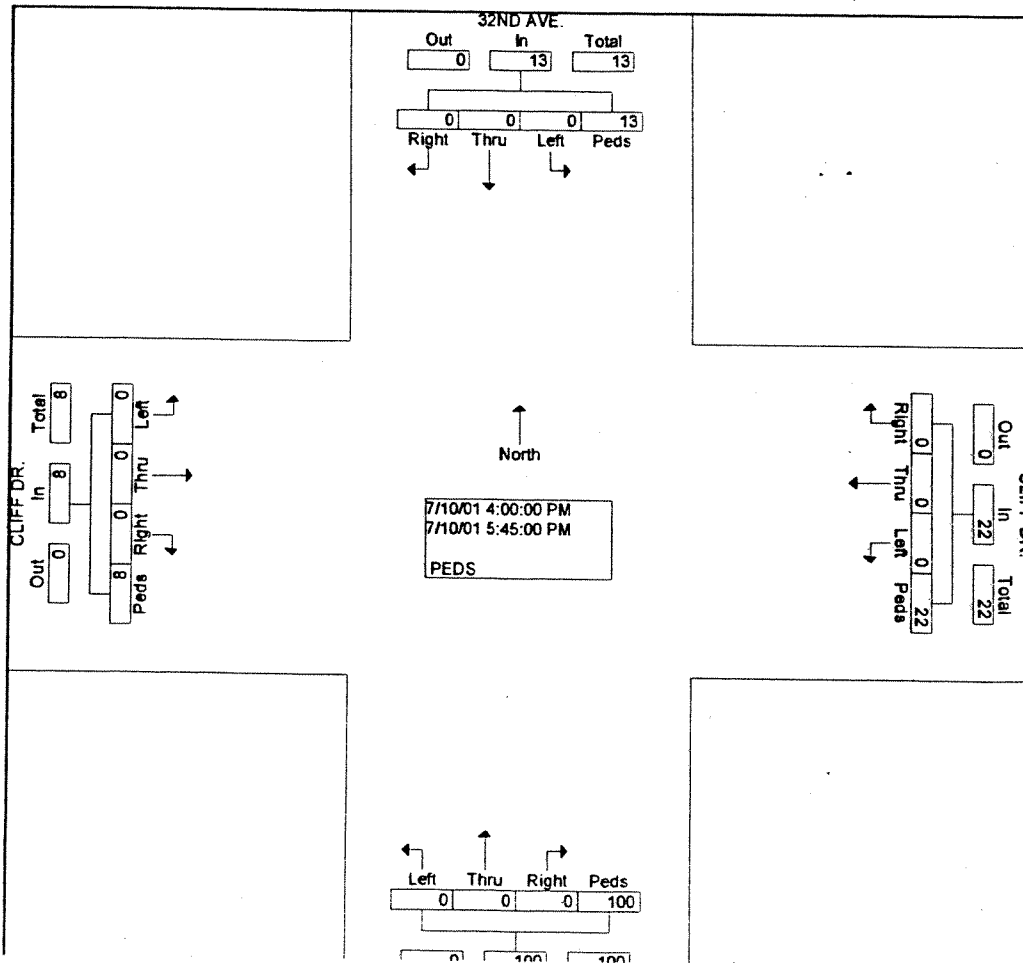 32ND AVE.
Out In Total
0 13 13
0 0 0 13
Right Thru Left Peds
CLIFF DR.
Total In Out
8 8 0
0 0 0 8
Left Thru Right Peds
North
7/10/01 4:00:00 PM
7/10/01 5:45:00 PM
PEDS
Right Thru Left Peds
0 0 0 22
Out In Total
0 22 22
Left Thru Right Peds
0 0 0 100
0 100 100